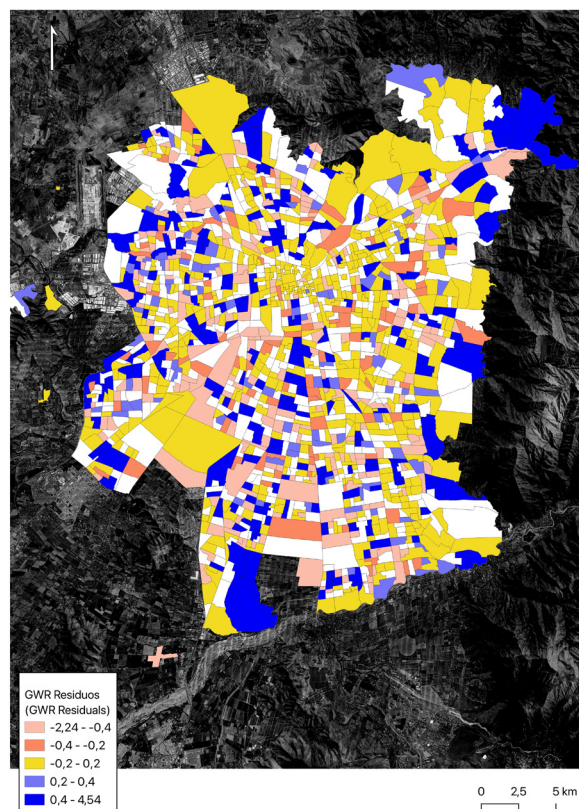 GWR Residuos
(GWR Residuals)
-2,24 - -0,4
-0,4 - -0,2
-0,2 - 0,2
0,2 - 0,4
0,4 - 4,54
0 2,5 5 km